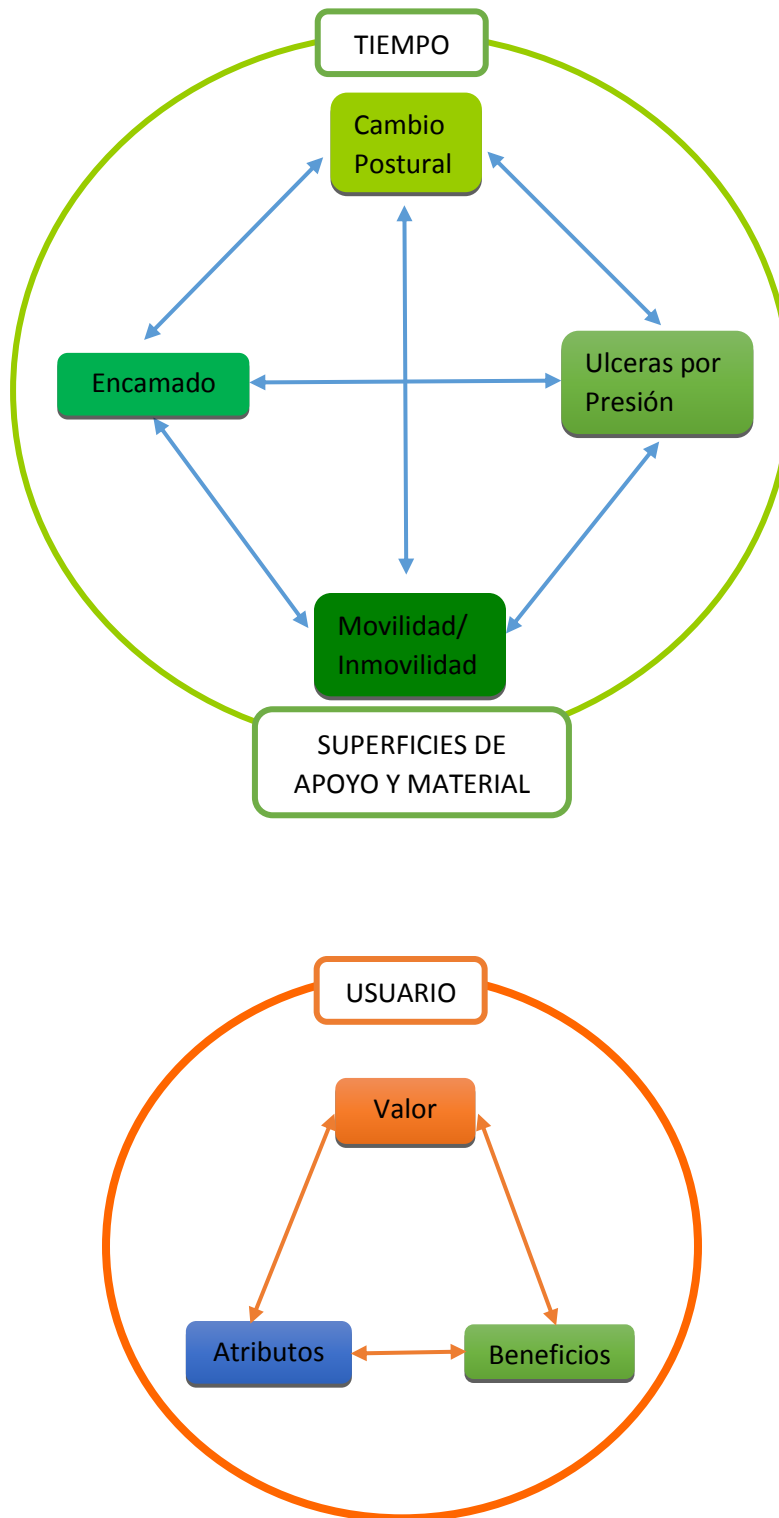 TIEMPO
Cambio
Postural
Encamado
Ulceras por
Presión
Movilidad/
Inmovilidad
SUPERFICIES DE
APOYO Y MATERIAL
USUARIO
Valor
Atributos
Beneficios